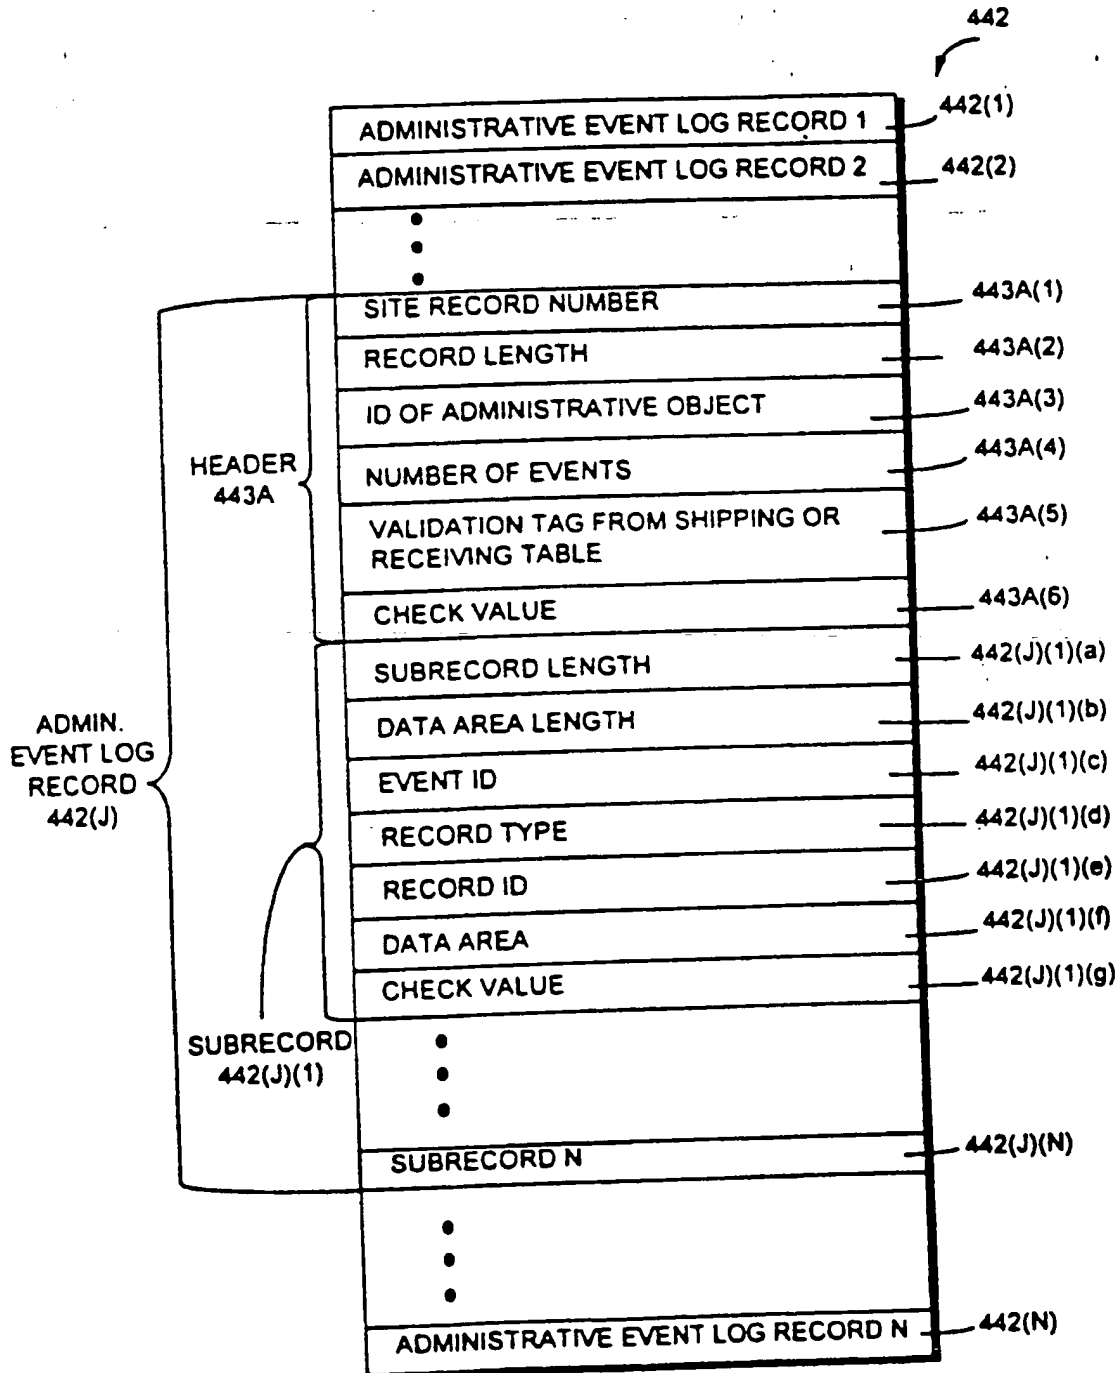 442
ADMINISTRATIVE EVENT LOG RECORD 1 442(1)
ADMINISTRATIVE EVENT LOG RECORD 2 442(2)
SITE RECORD NUMBER 443A(1)
RECORD LENGTH 443A(2)
ID OF ADMINISTRATIVE OBJECT 443A(3)
HEADER
443A
NUMBER OF EVENTS 443A(4)
VALIDATION TAG FROM SHIPPING OR
RECEIVING TABLE
443A(5)
CHECK VALUE 443A(6)
SUBRECORD LENGTH 442(J)(1)(a)
DATA AREA LENGTH 442(J)(1)(b)
ADMIN.
EVENT LOG
RECORD
442(J)
EVENT ID 442(J)(1)(c)
RECORD TYPE 442(J)(1)(d)
RECORD ID 442(J)(1)(e)
DATA AREA 442(J)(1)(f)
CHECK VALUE 442(J)(1)(g)
SUBRECORD
442(J)(1)
SUBRECORD N 442(J)(N)
ADMINISTRATIVE EVENT LOG RECORD N 442(N)